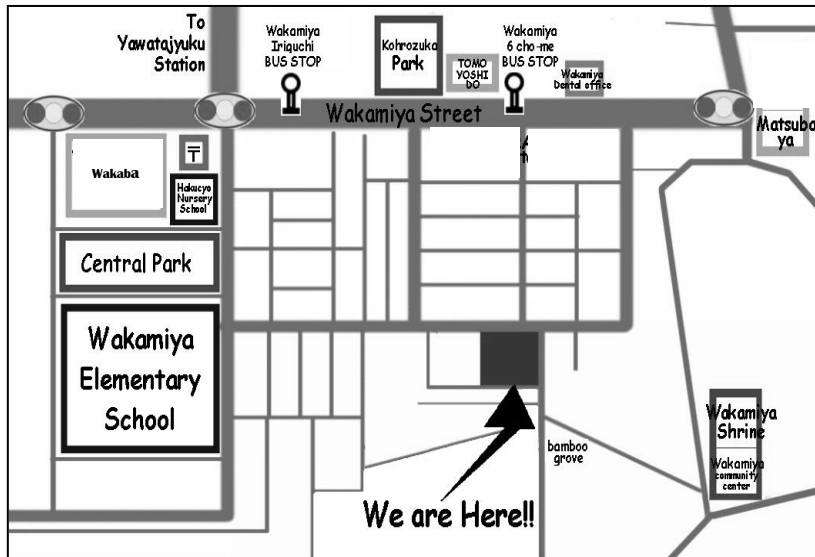 To
Yawatajyuku
Station
Wakamiya
Iriguchi
BUS STOP
Kohrozuka
Park
TOMO
YOSHI
DO
Wakamiya
6 cho-me
BUS STOP
Wakamiya
Dental office
Wakamiya Street
Matsuba
ya
Wakaba
〒
Hakucyo
Nursery
School
Central Park
Wakamiya
Elementary
School
Wakamiya
Shrine
Wakamiya
community
center
bamboo
grove
We are Here!!